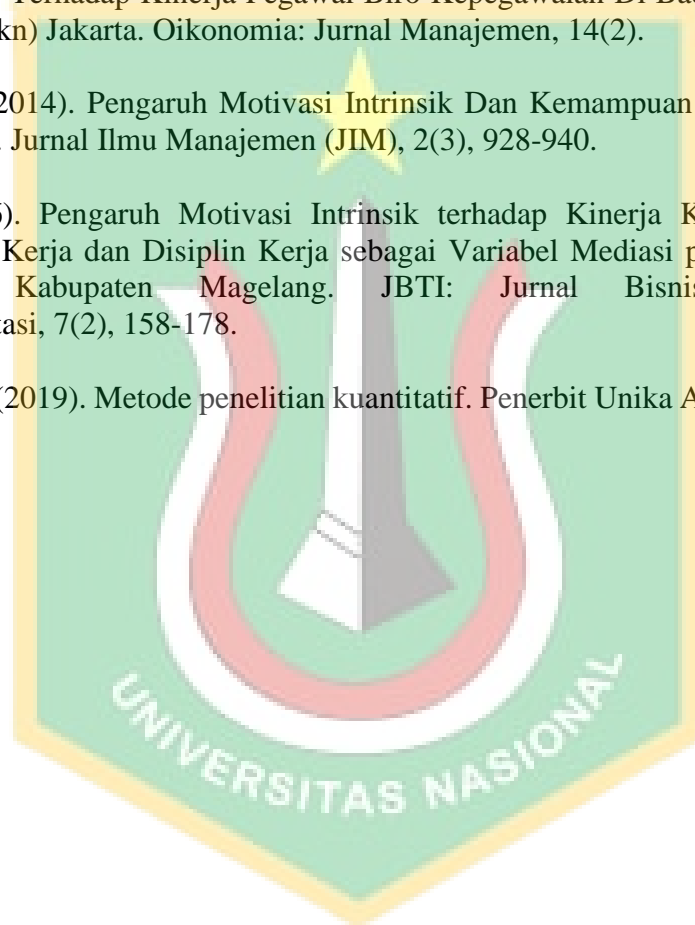 Terhadap Kinerja Pegawai Biro Kepegawaian Di
kn) Jakarta. Oikonomia: Jurnal Manajemen, 14(2).
2014). Pengaruh Motivasi Intrinsik Dan Kemampuan
. Jurnal Ilmu Manajemen (JIM), 2(3), 928-940.
). Pengaruh Motivasi Intrinsik terhadap Kinerja K
Kerja dan Disiplin Kerja sebagai Variabel Mediasi p
Kabupaten Magelang. JBTI: Jurnal Bisnis
tasi, 7(2), 158-178.
(2019). Metode penelitian kuantitatif. Penerbit Unika A
UNIVERSITAS NASIONAL